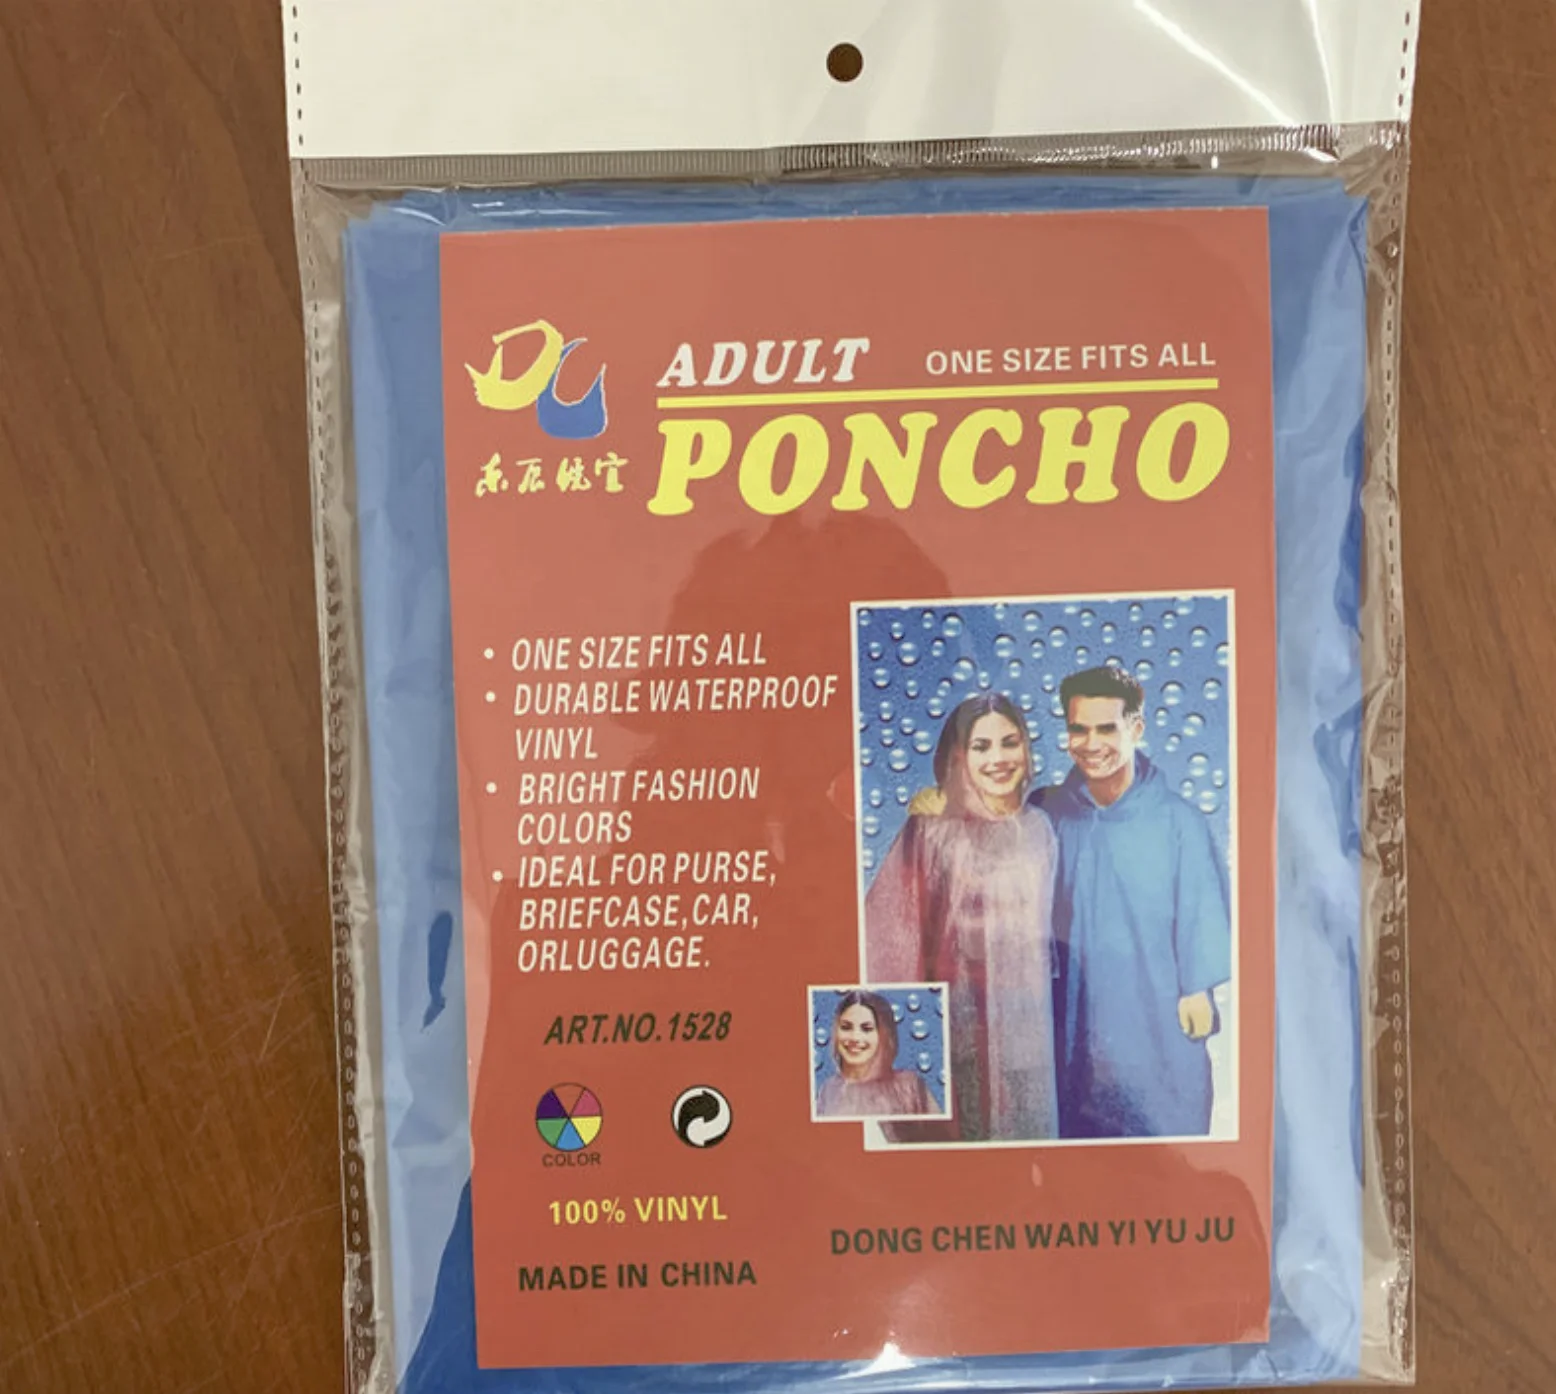 ADULT ONE SIZE FITS ALL
PONCHO
• ONE SIZE FITS ALL
• DURABLE WATERPROOF
VINYL
• BRIGHT FASHION
COLORS
• IDEAL FOR PURSE,
BRIEFCASE,CAR,
ORLUGGAGE.
ART.NO.1528
COLOR
100% VINYL
MADE IN CHINA
DONG CHEN WAN YI YU JU